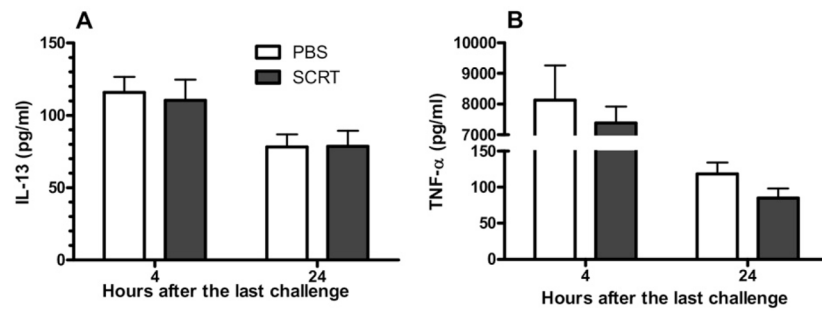 A
150
100
50
0
IL-13 (pg/ml)
PBS
SCRT
4
24
Hours after the last challenge
B
10000
9000
8000
7000
150
100
50
0
TNF-α (pg/ml)
4
24
Hours after the last challenge